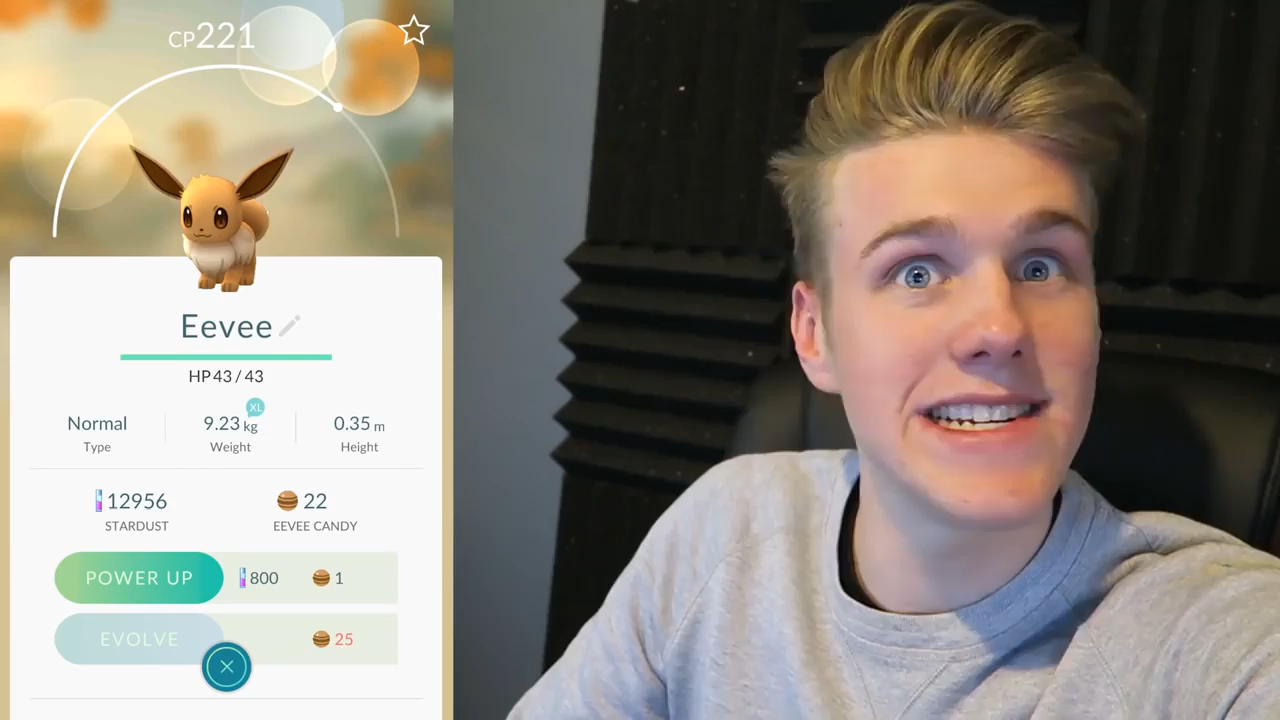 CP221
Eevee
HP 43 / 43
XL
Normal 9.23 kg 0.35 m
Type Weight Height
12956 22
STARDUST EEVEE CANDY
POWER UP 800 1
EVOLVE 25